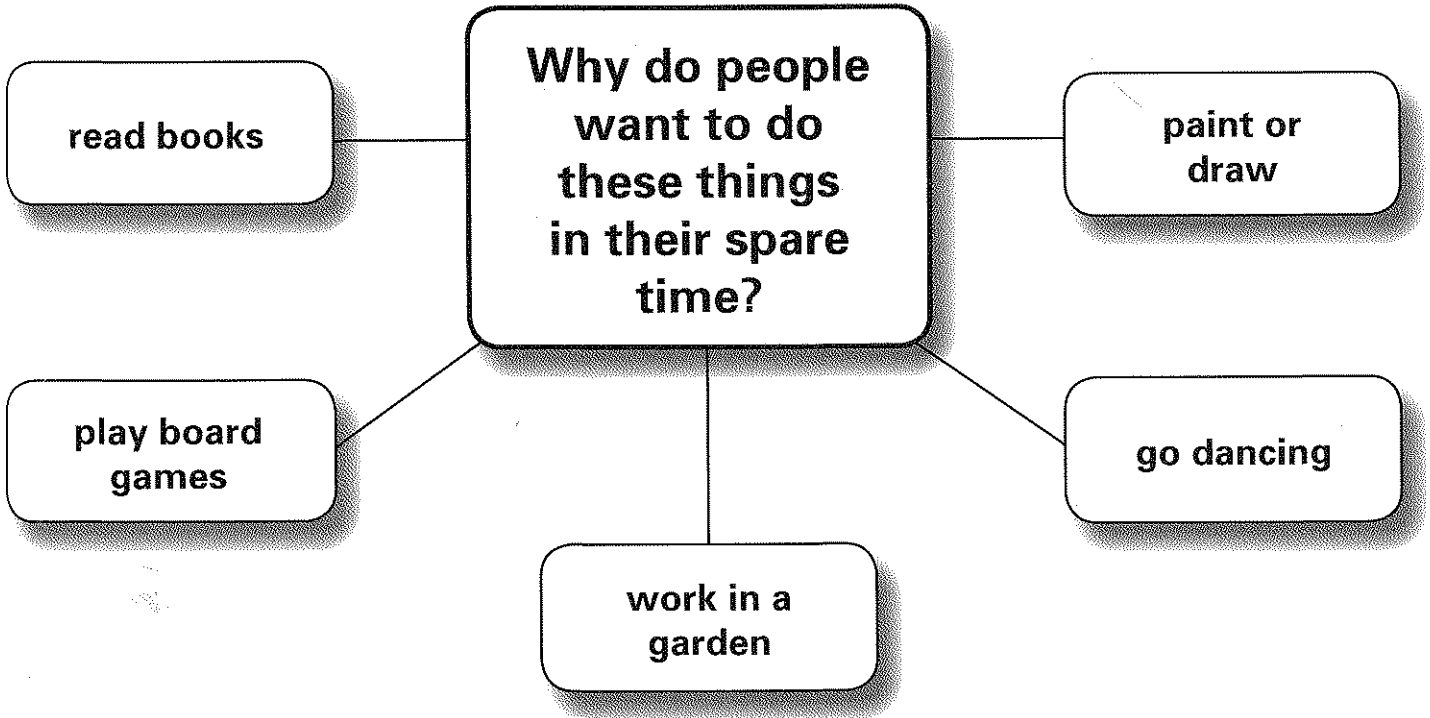 Why do people
want to do
these things
in their spare
time?
read books
paint or
draw
play board
games
go dancing
work in a
garden